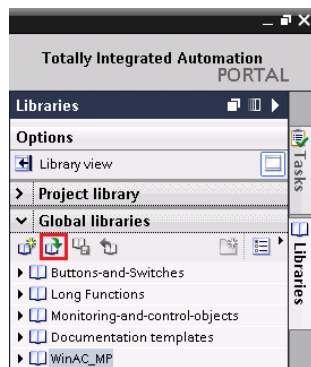 Totally Integrated Automation
PORTAL
Libraries
Options
Library view
Project library
Global libraries
Buttons-and-Switches
Long Functions
Monitoring-and-control-objects
Documentation templates
WinAC_MP
Tasks
Libraries